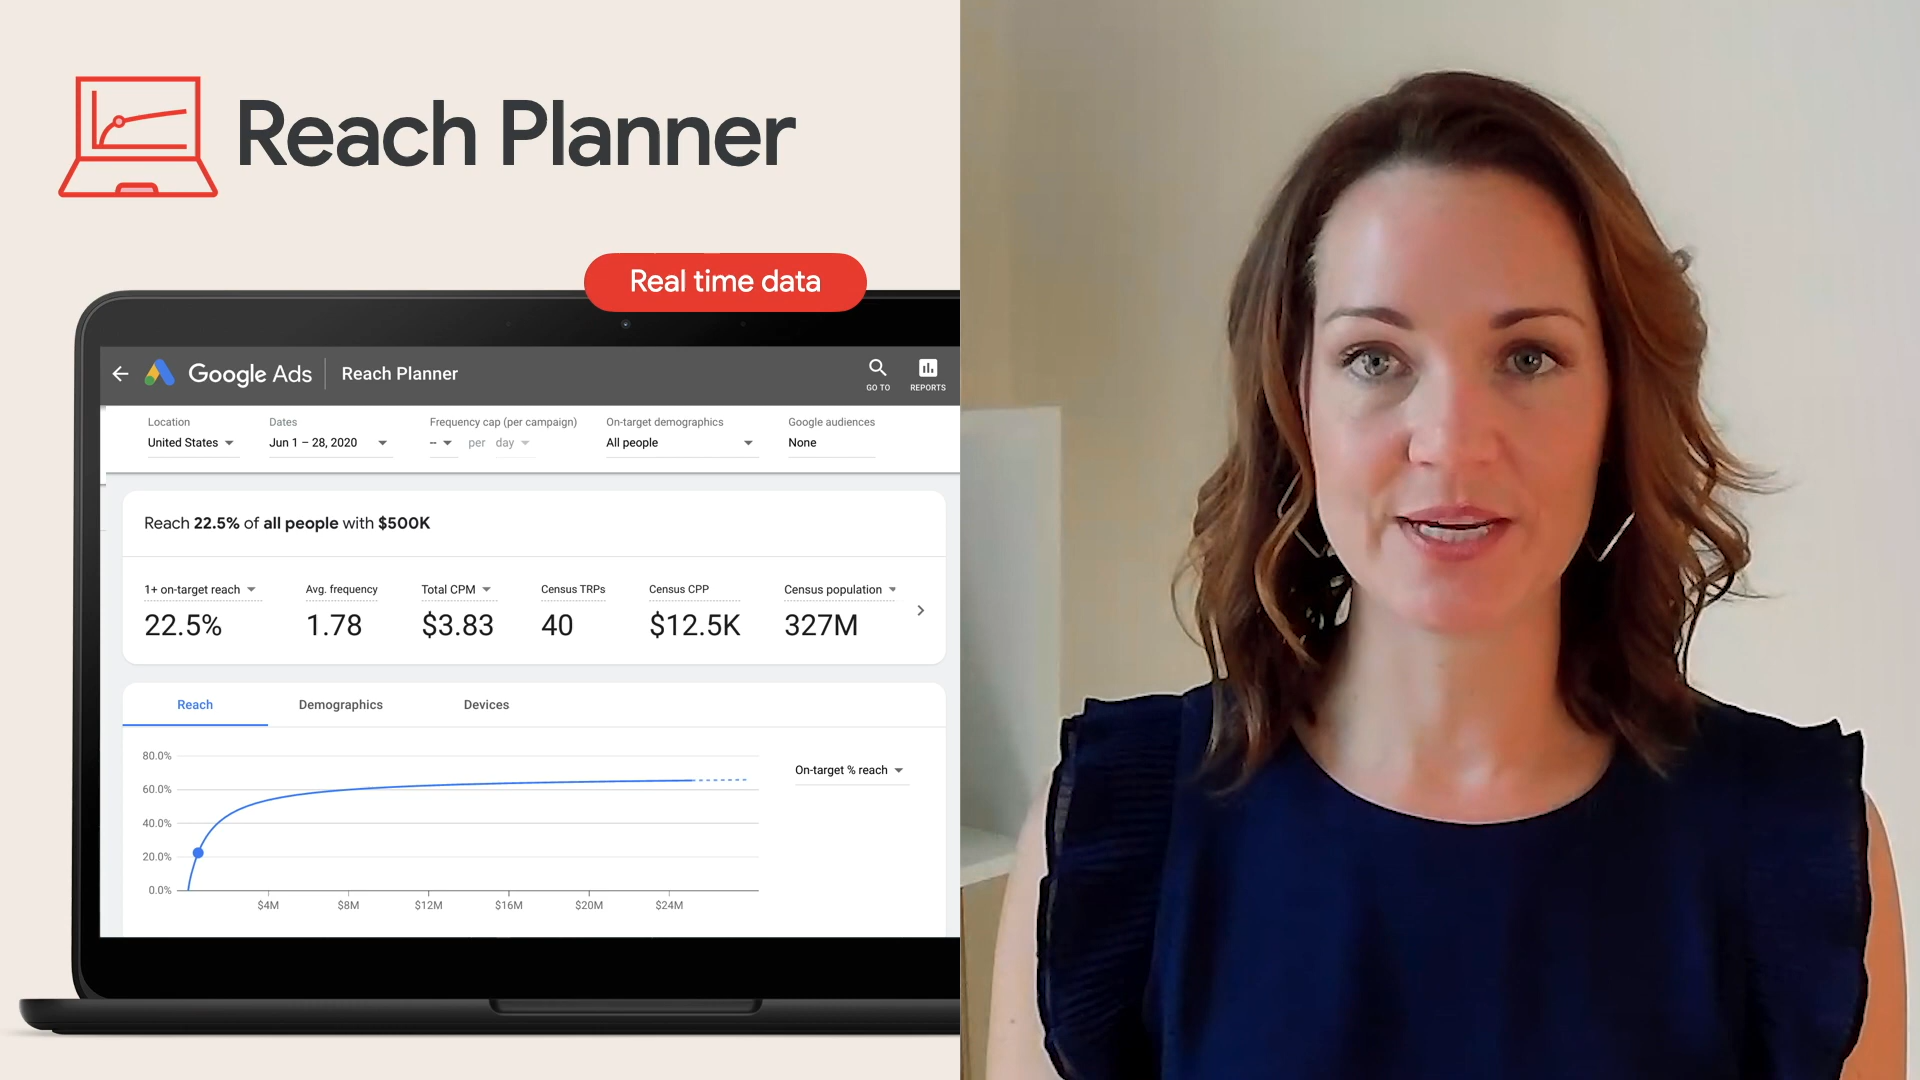 Reach Planner
Real time data
Google Ads Reach Planner
GO TO REPORTS
Location Dates Frequency cap (per campaign) On-target demographics Google audiences
United States Jun 1 – 28, 2020 -- per day All people None
Reach 22.5% of all people with $500K
1+ on-target reach Avg. frequency Total CPM Census TRPs Census CPP Census population
22.5% 1.78 $3.83 40 $12.5K 327M
Reach Demographics Devices
80.0%
On-target % reach
60.0%
40.0%
20.0%
0.0%
$4M $8M $12M $16M $20M $24M